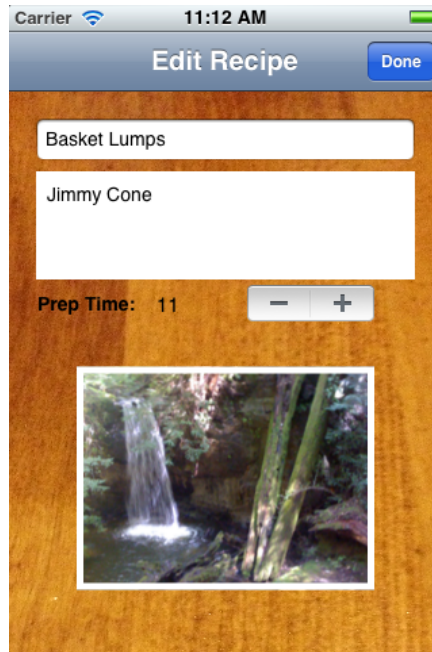 Carrier 11:12 AM
Edit Recipe Done
Basket Lumps
Jimmy Cone
Prep Time: 11 − +